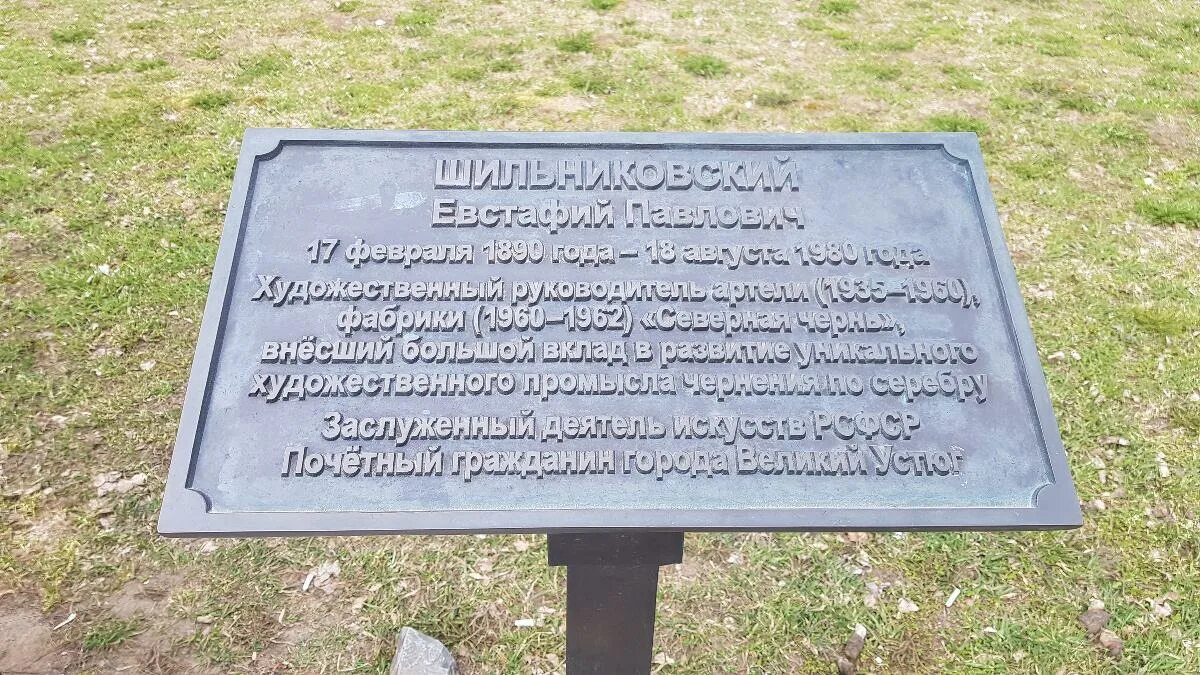 ШИЛЬНИКОВСКИЙ
Евстафий Павлович
17 февраля 1890 года – 18 августа 1980 года
Художественный руководитель артели (1935–1960),
фабрики (1960–1962) «Северная чернь»,
внёсший большой вклад в развитие уникального
художественного промысла чернения по серебру
Заслуженный деятель искусств РСФСР
Почётный гражданин города Великий Устюг